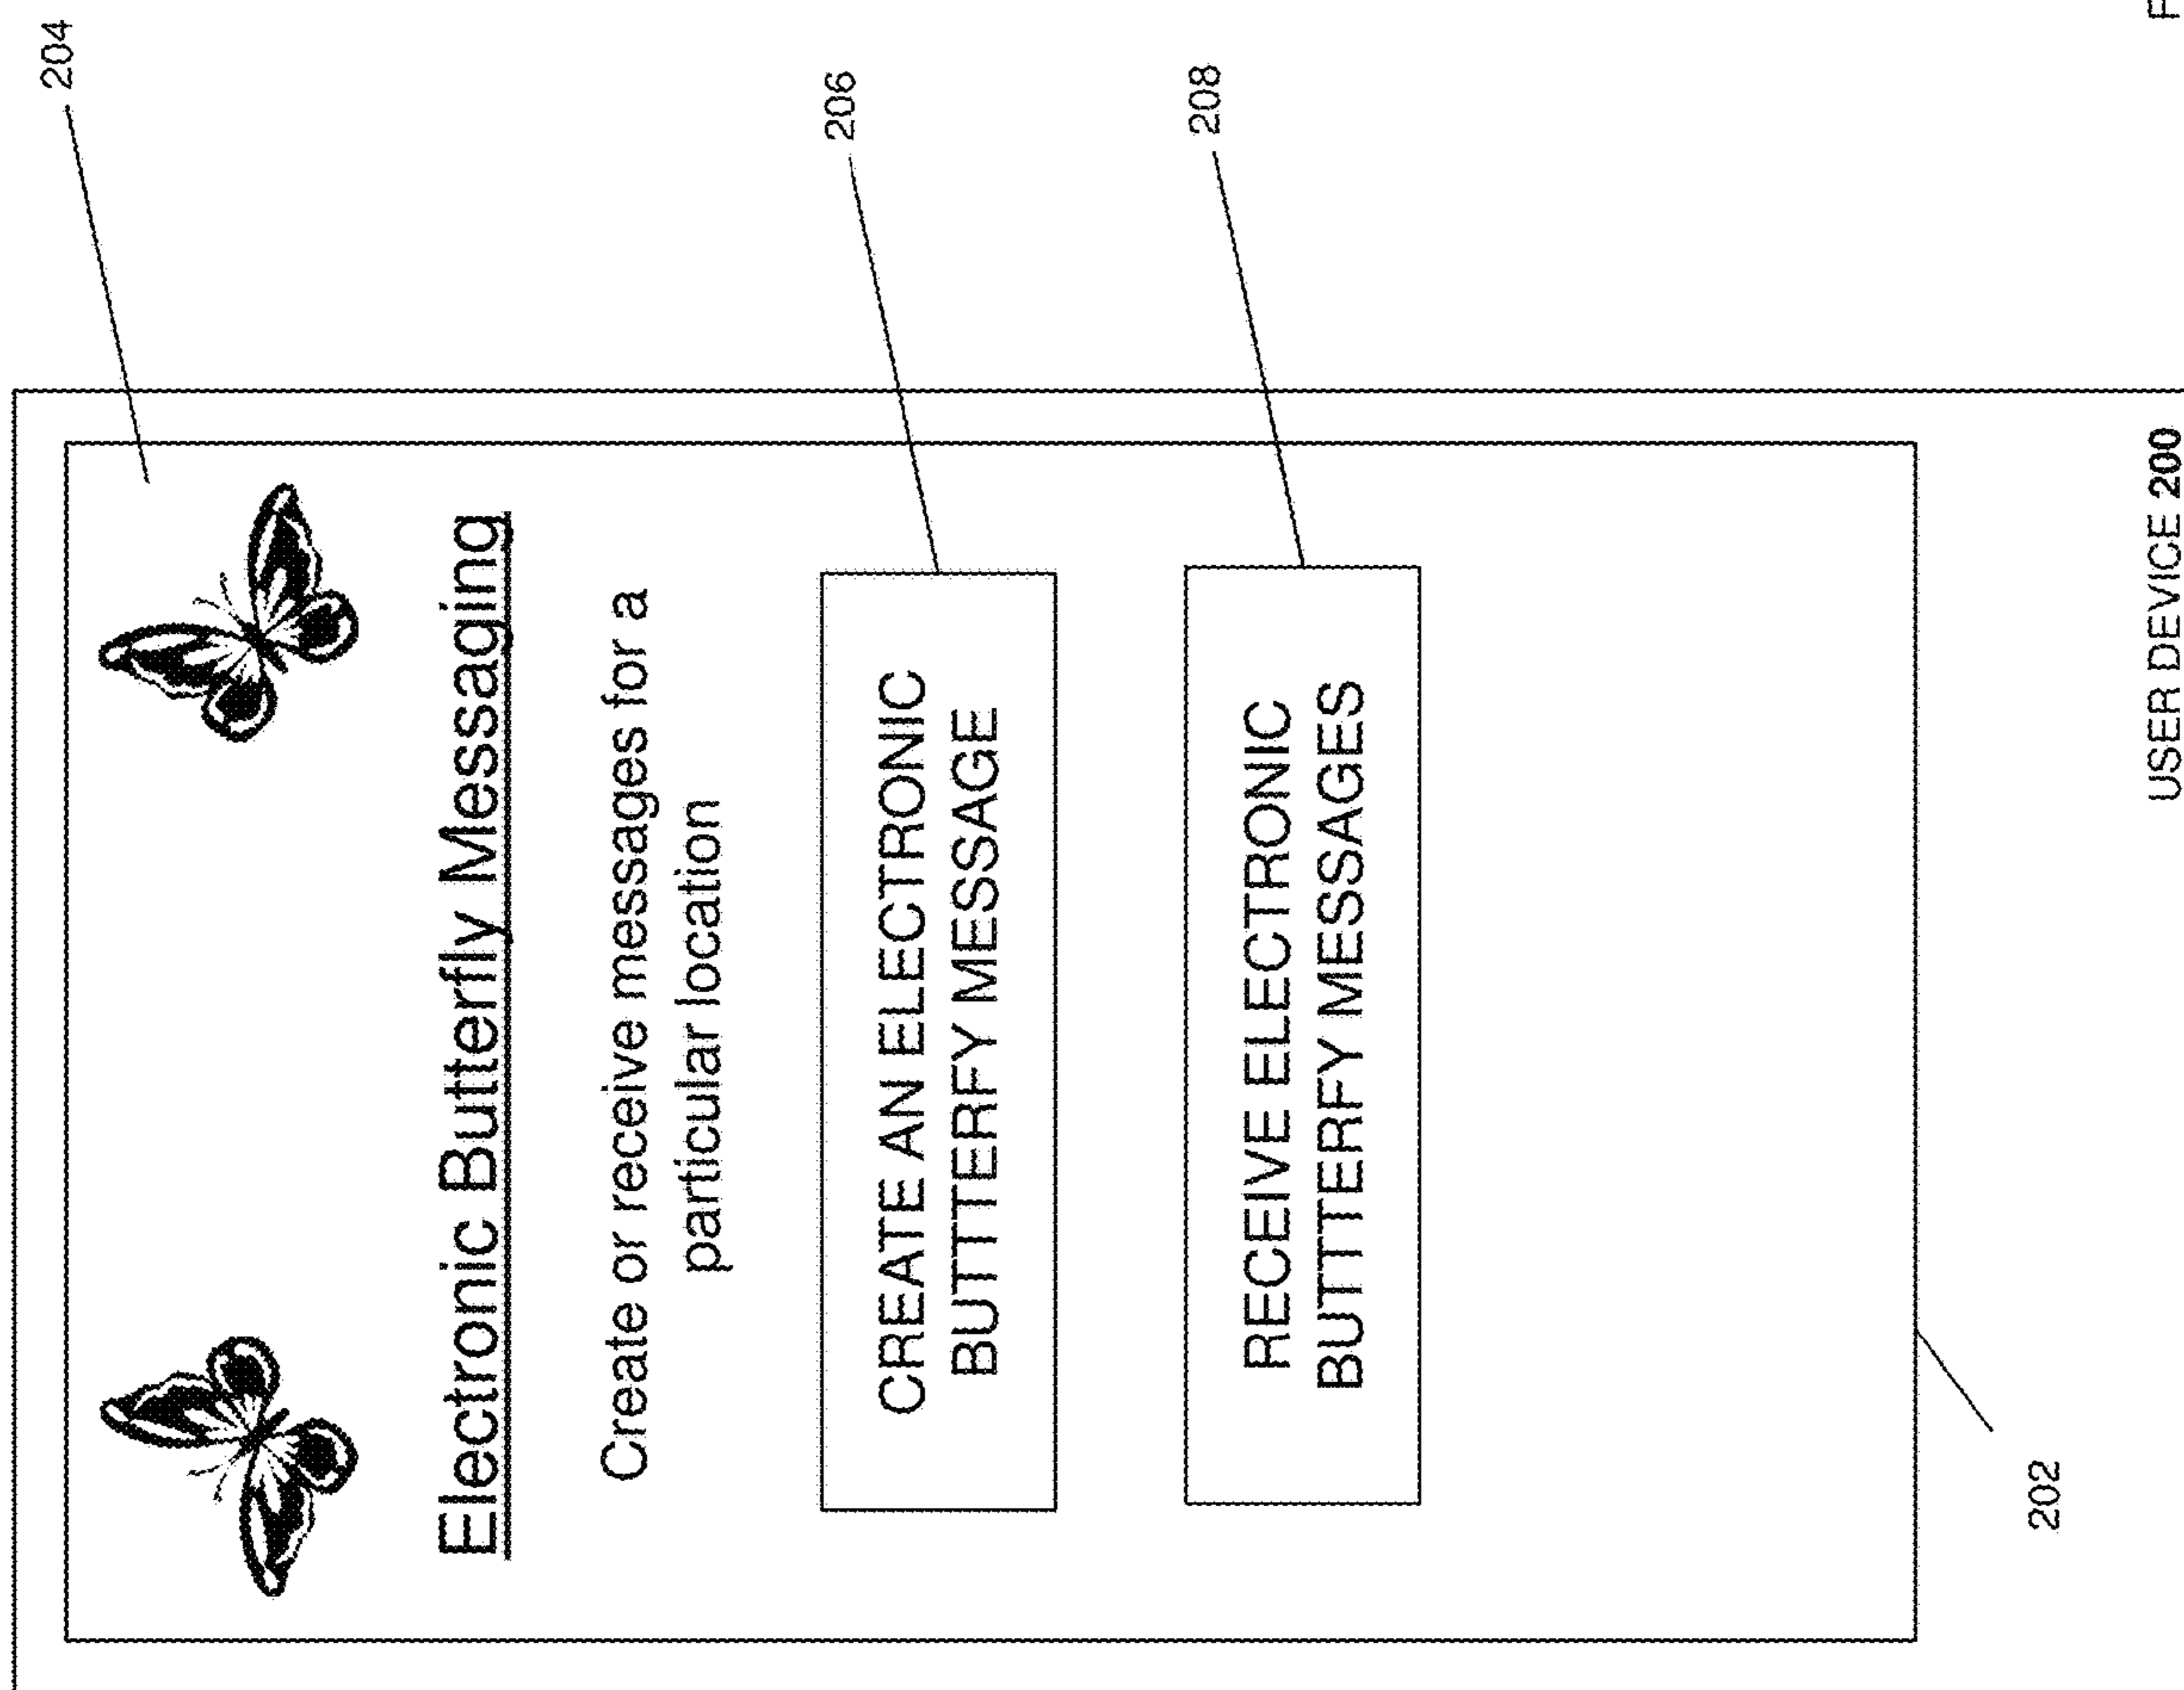 204
Electronic Butterfly Messaging
Create or receive messages for a
particular location
CREATE AN ELECTRONIC
BUTTTERFY MESSAGE
206
RECEIVE ELECTRONIC
BUTTTERFY MESSAGES
208
202
USER DEVICE 200